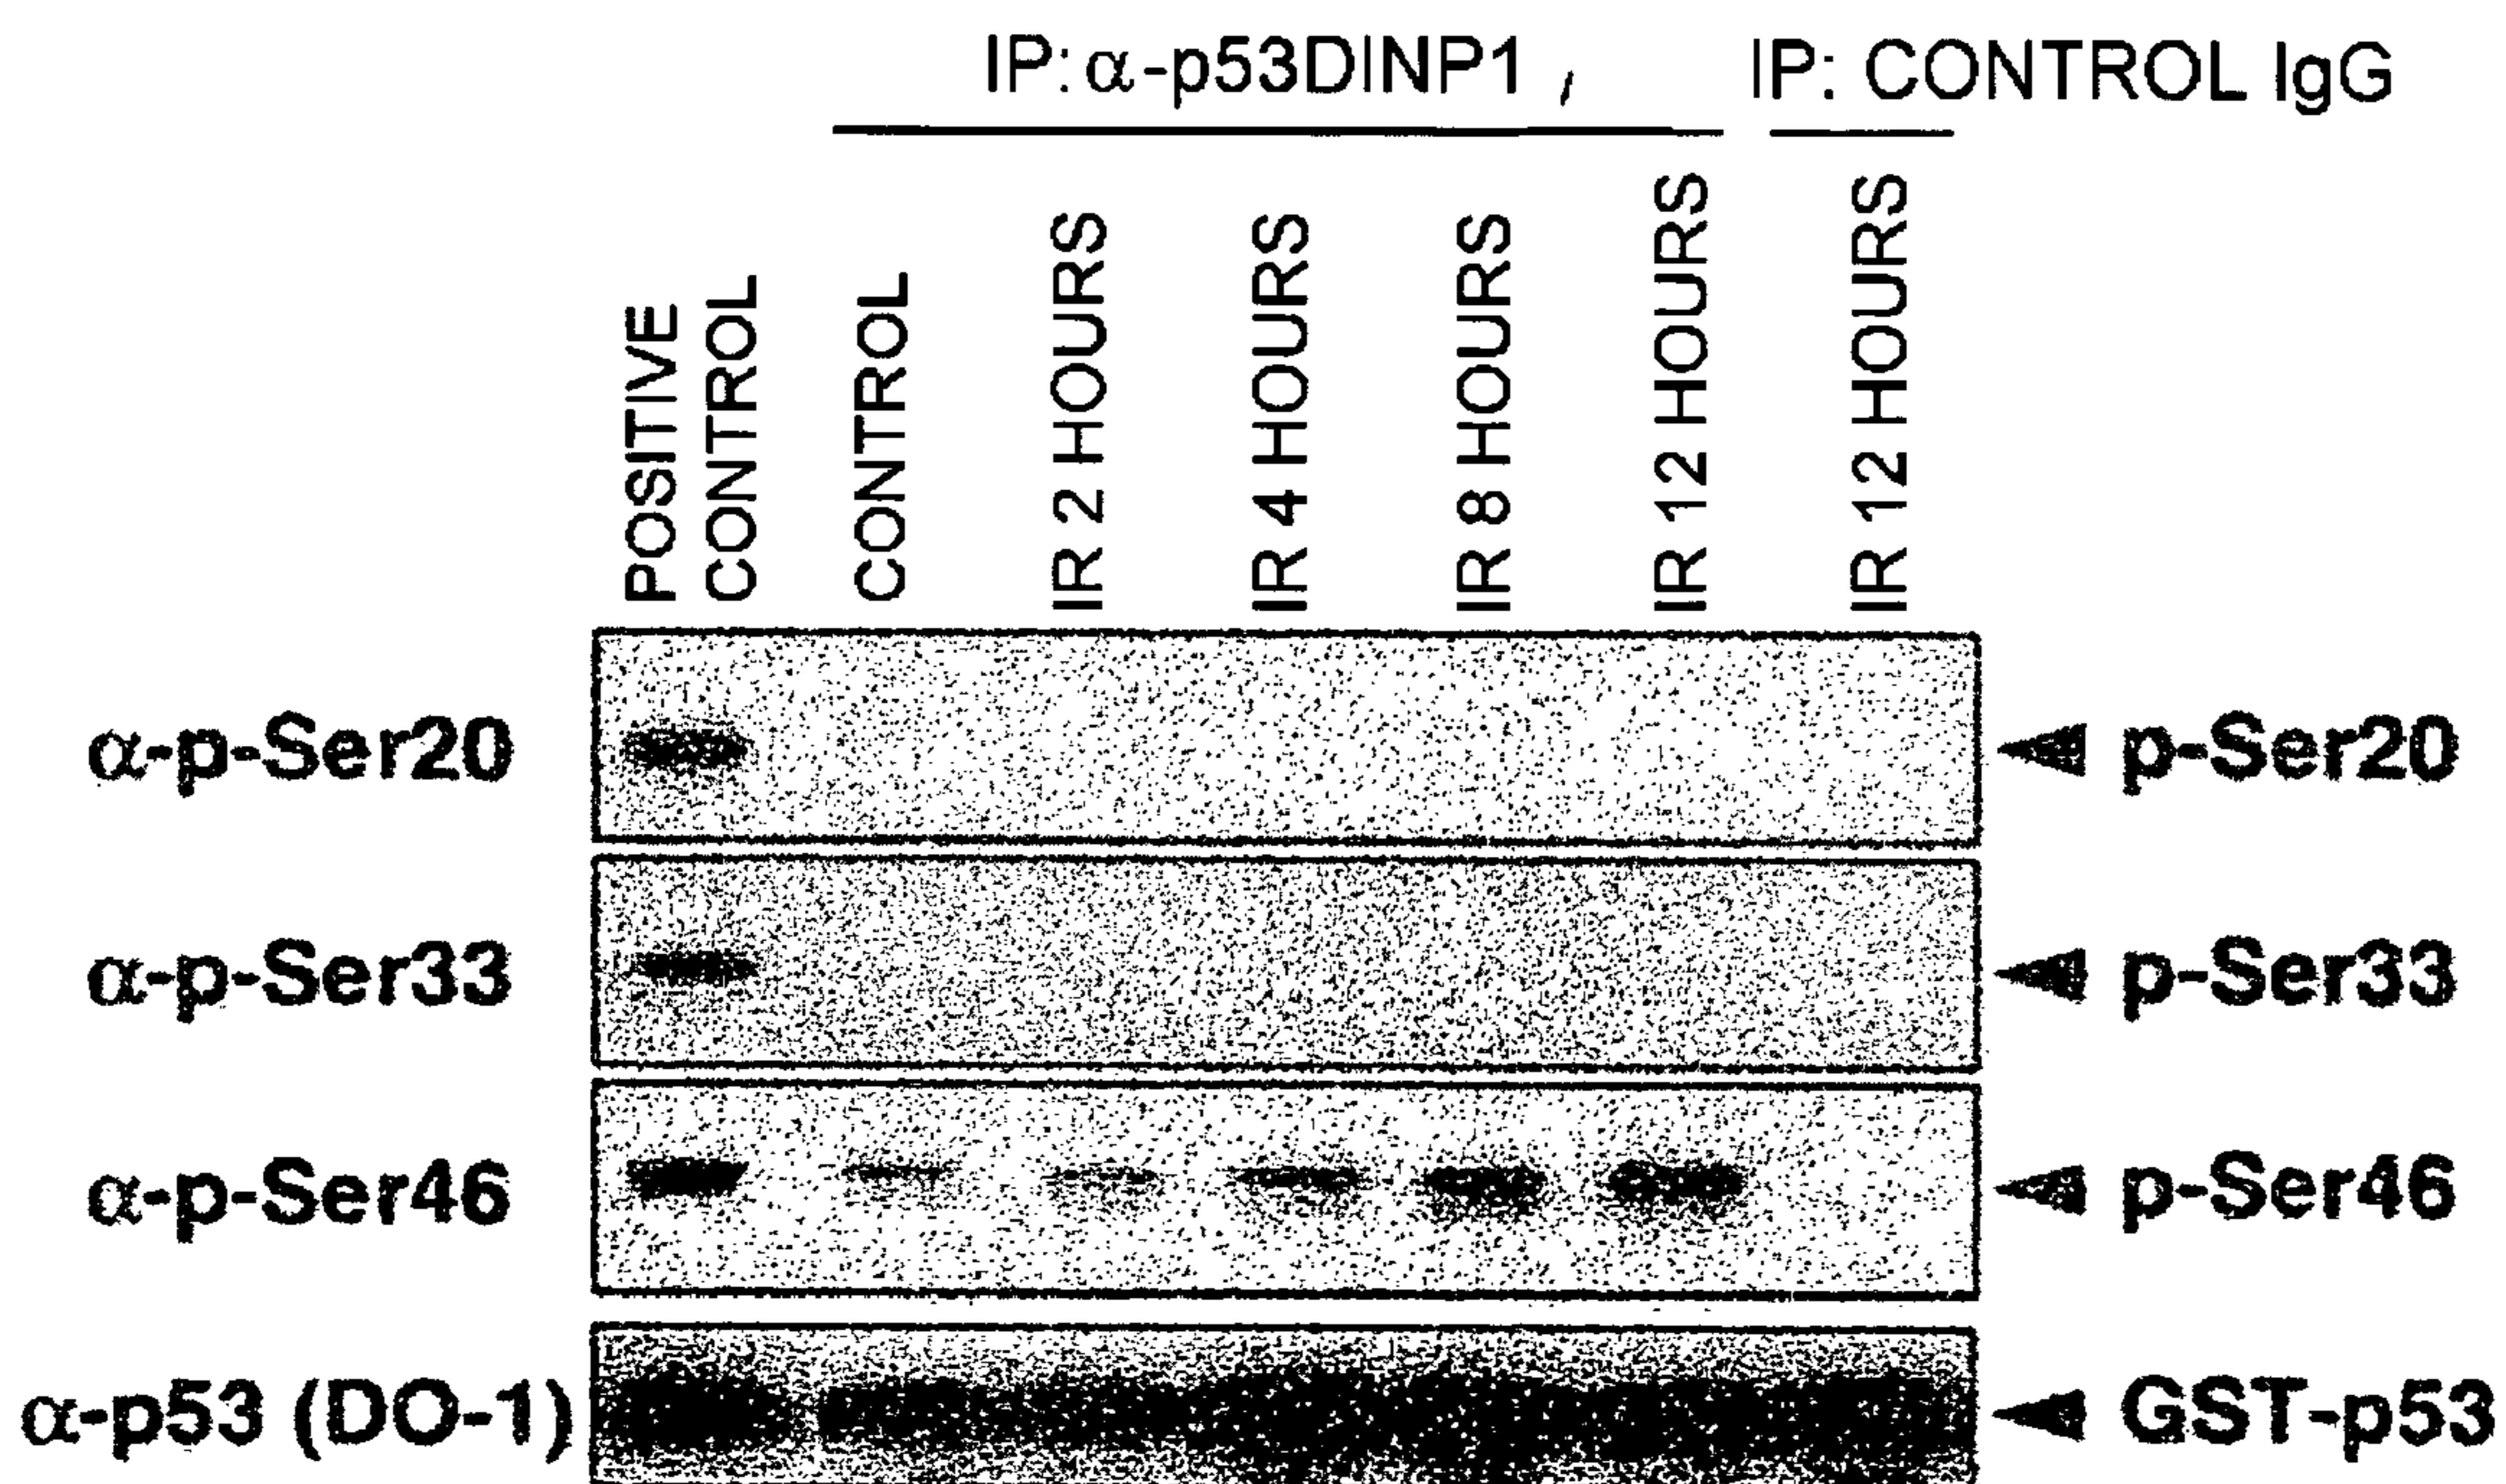 IP: α-p53DINP1 , IP: CONTROL IgG
POSITIVE
CONTROL
CONTROL
IR 2 HOURS
IR 4 HOURS
IR 8 HOURS
IR 12 HOURS
IR 12 HOURS
α-p-Ser20 p-Ser20
α-p-Ser33 p-Ser33
α-p-Ser46 p-Ser46
α-p53 (DO-1) GST-p53